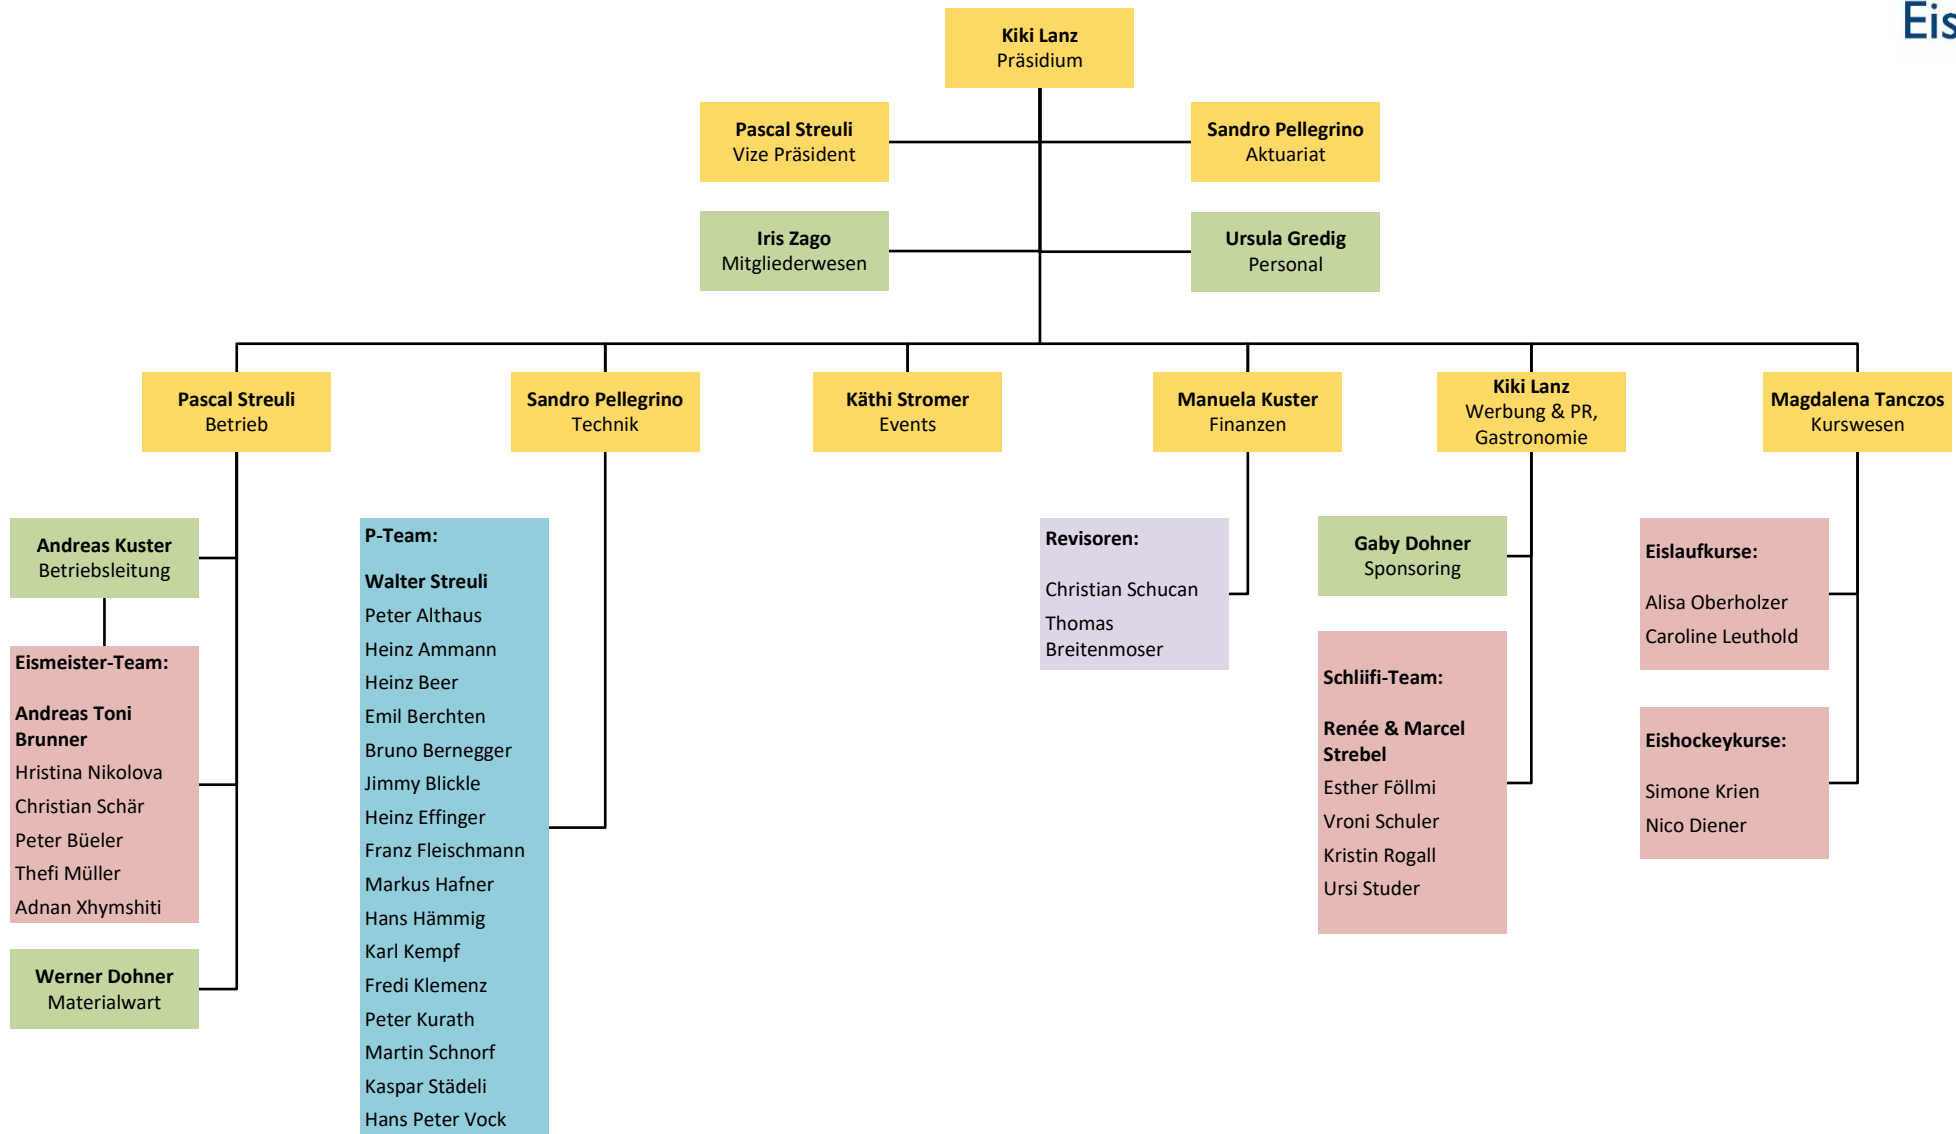 Eis
Kiki Lanz
Präsidium
Pascal Streuli
Vize Präsident
Sandro Pellegrino
Aktuariat
Iris Zago
Mitgliederwesen
Ursula Gredig
Personal
Pascal Streuli
Betrieb
Sandro Pellegrino
Technik
Käthi Stromer
Events
Manuela Kuster
Finanzen
Kiki Lanz
Werbung & PR,
Gastronomie
Magdalena Tanczos
Kurswesen
Andreas Kuster
Betriebsleitung
Eismeister-Team:
Andreas Toni
Brunner
Hristina Nikolova
Christian Schär
Peter Büeler
Thefi Müller
Adnan Xhymshiti
Werner Dohner
Materialwart
P-Team:
Walter Streuli
Peter Althaus
Heinz Ammann
Heinz Beer
Emil Berchten
Bruno Bernegger
Jimmy Blickle
Heinz Effinger
Franz Fleischmann
Markus Hafner
Hans Hämmig
Karl Kempf
Fredi Klemenz
Peter Kurath
Martin Schnorf
Kaspar Städeli
Hans Peter Vock
Revisoren:
Christian Schucan
Thomas
Breitenmoser
Gaby Dohner
Sponsoring
Schliifi-Team:
Renée & Marcel
Strebel
Esther Föllmi
Vroni Schuler
Kristin Rogall
Ursi Studer
Eislaufkurse:
Alisa Oberholzer
Caroline Leuthold
Eishockeykurse:
Simone Krien
Nico Diener